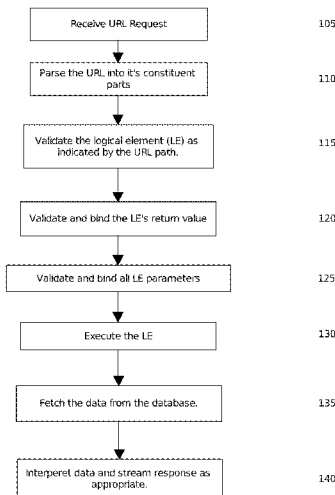 Receive URL Request
105
Parse the URL into it's constituent
parts
110
Validate the logical element (LE) as
indicated by the URL path.
115
Validate and bind the LE's return value
120
Validate and bind all LE parameters
125
Execute the LE
130
Fetch the data from the database.
135
Interperet data and stream response as
appropriate.
140